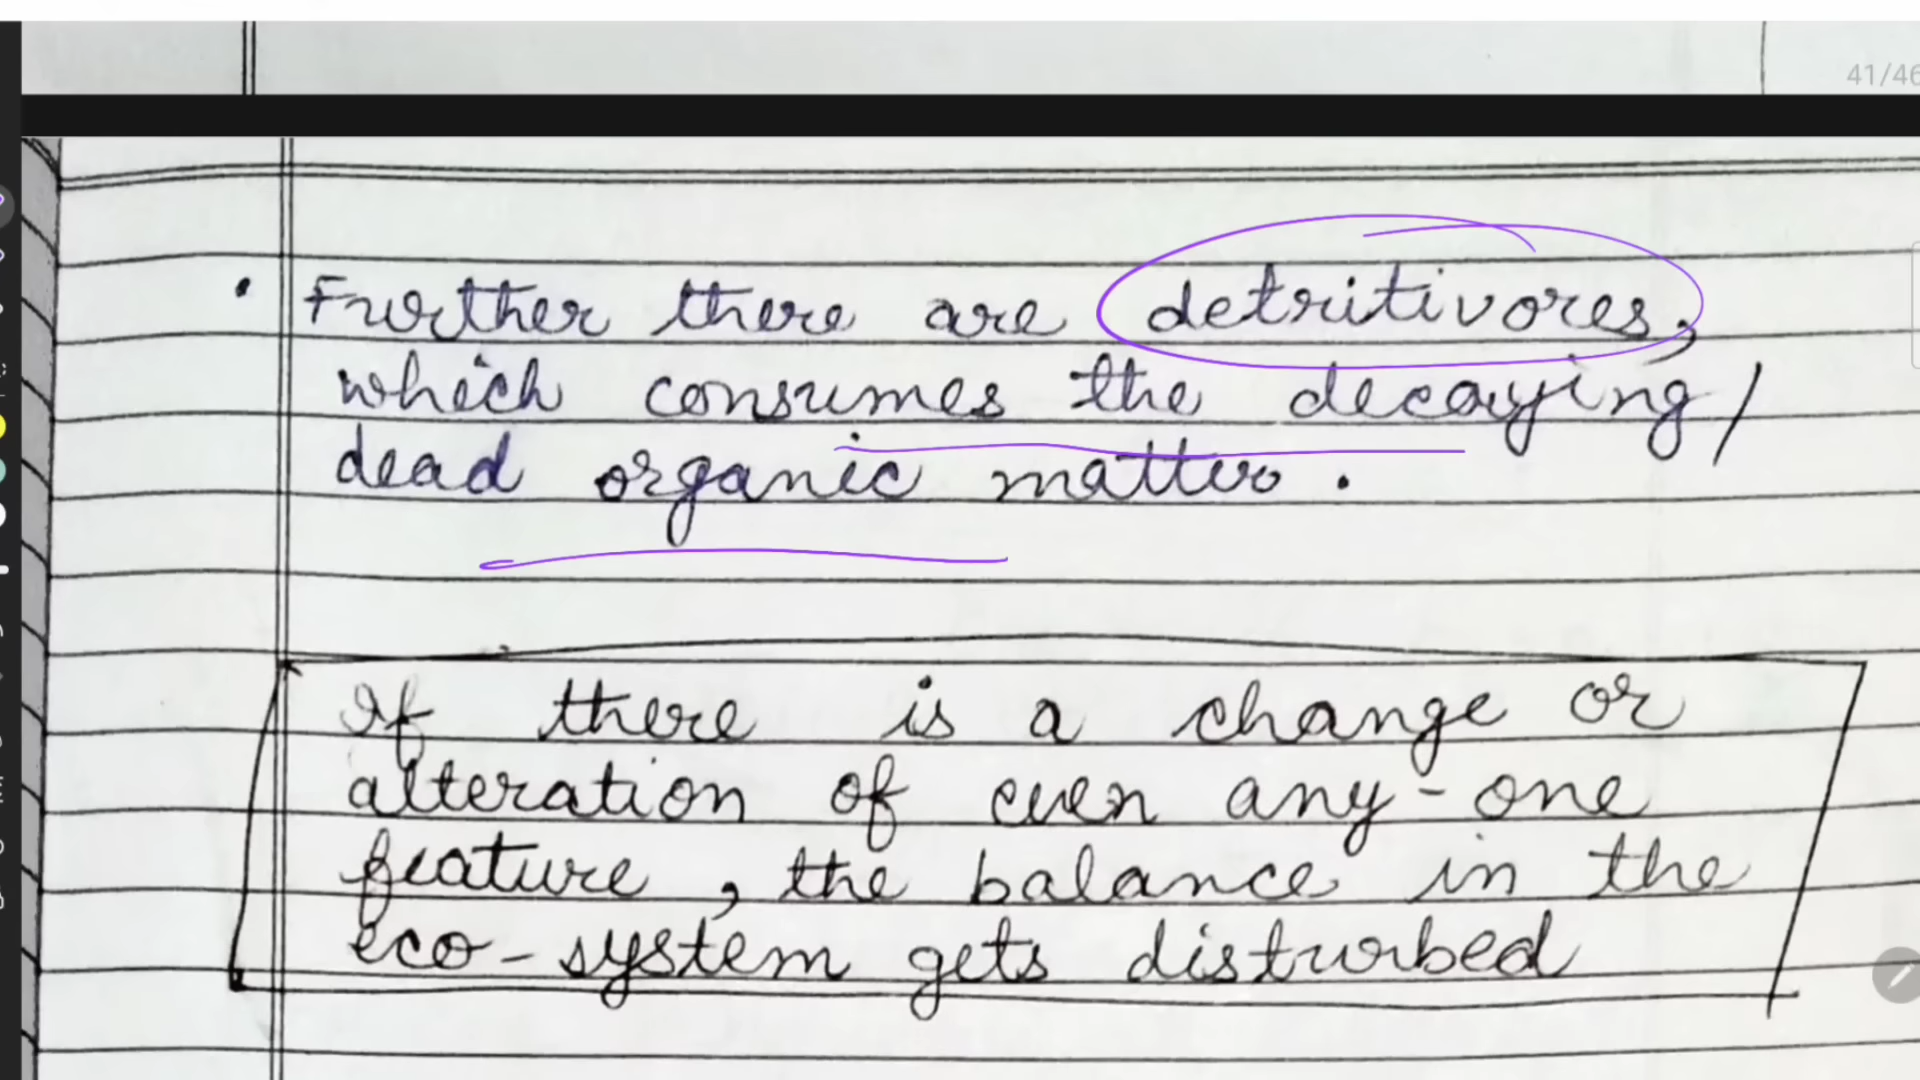 41/46
• Further there are detritivores,
which consumes the decaying/
dead organic matter.
If there is a change or
alteration of even any-one
feature, the balance in the
eco-system gets disturbed